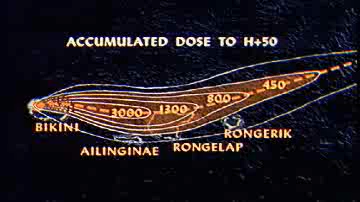 ACCUMULATED DOSE TO H+50
3000 1300 800 450
BIKINI
AILINGINAE
RONGELAP
RONGERIK